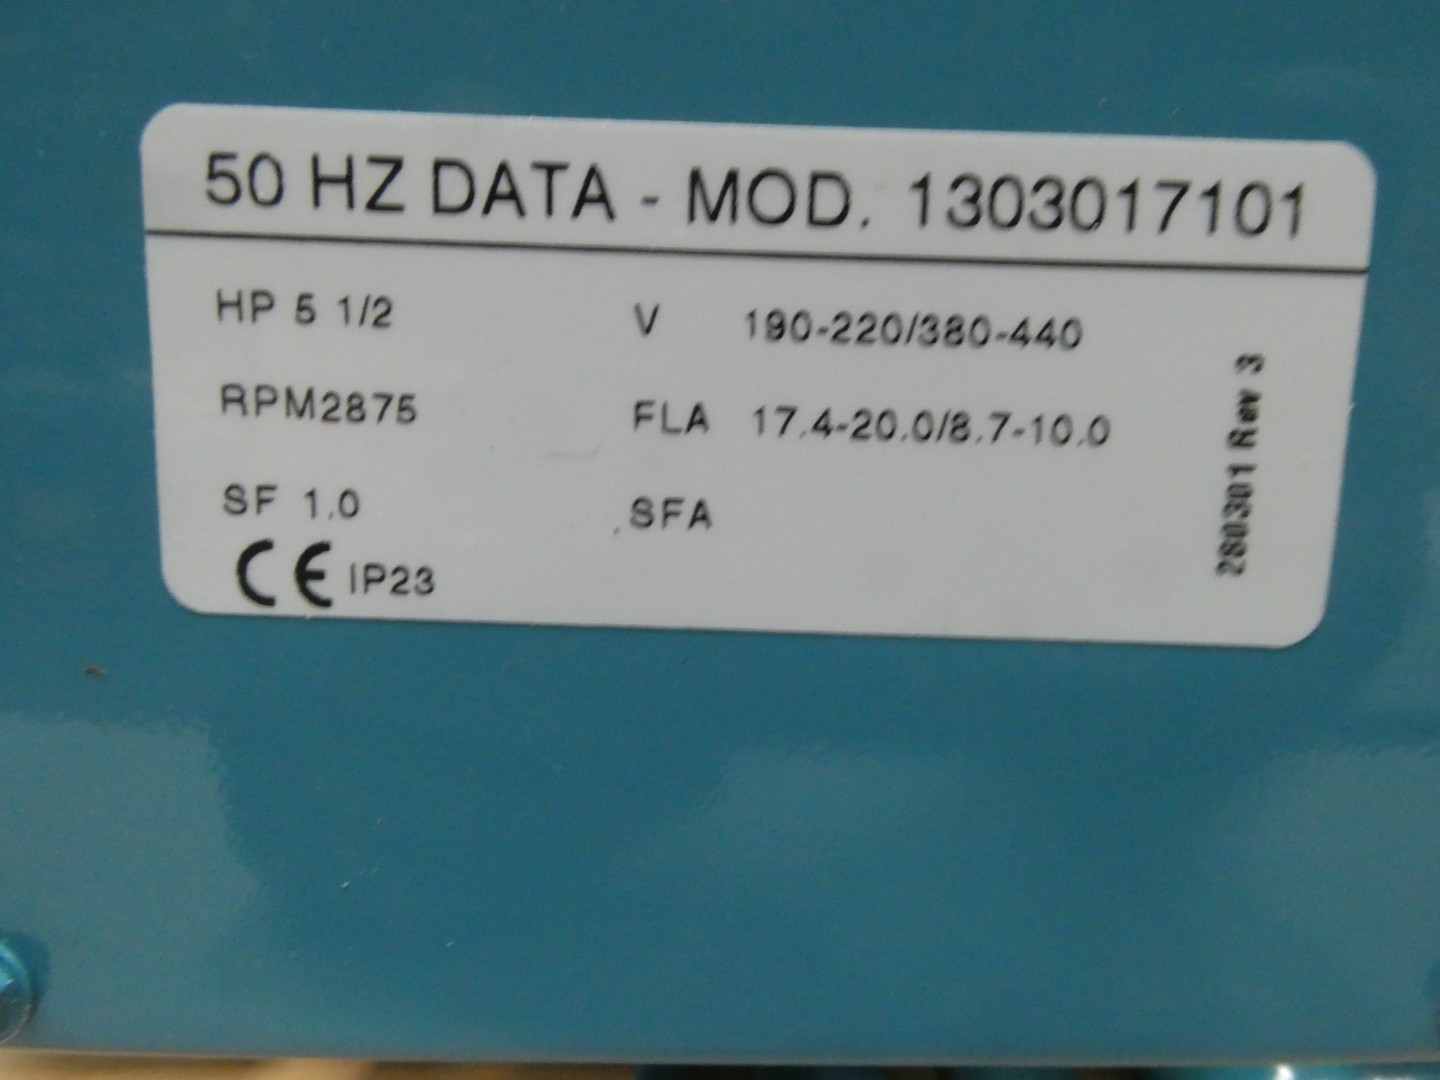 50 HZ DATA - MOD. 1303017101
HP 5 1/2 V 190-220/380-440
RPM2875 FLA 17.4-20.0/8.7-10.0
SF 1.0 SFA
CE IP23
280301 Rev 3